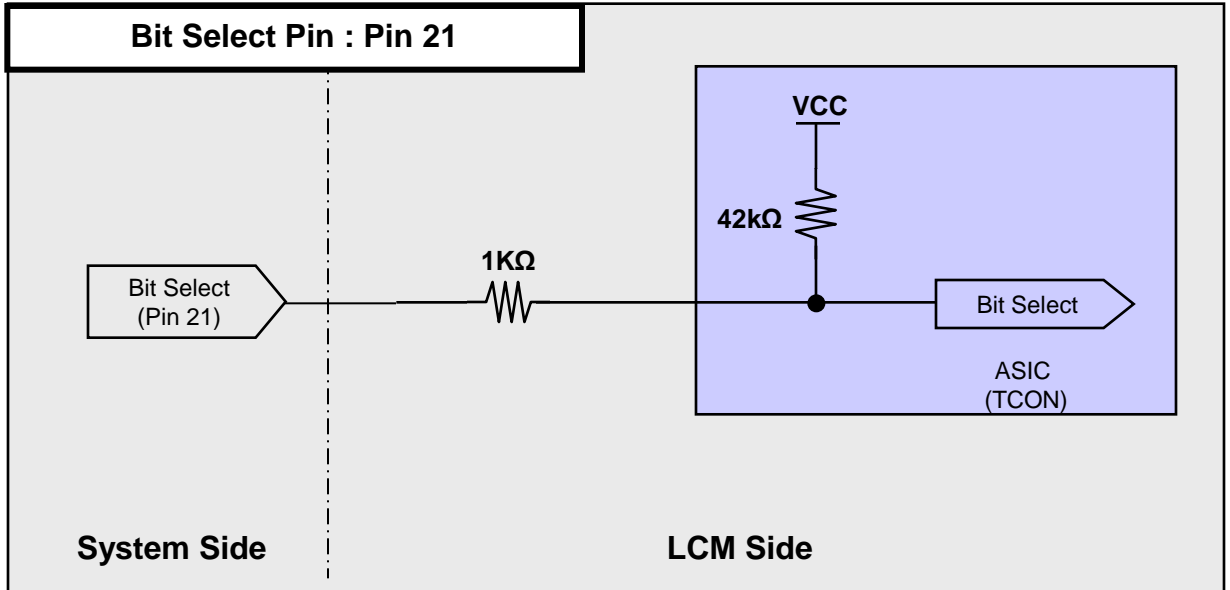 Bit Select Pin : Pin 21
VCC
42kΩ
1KΩ
Bit Select
(Pin 21)
Bit Select
ASIC
(TCON)
System Side
LCM Side